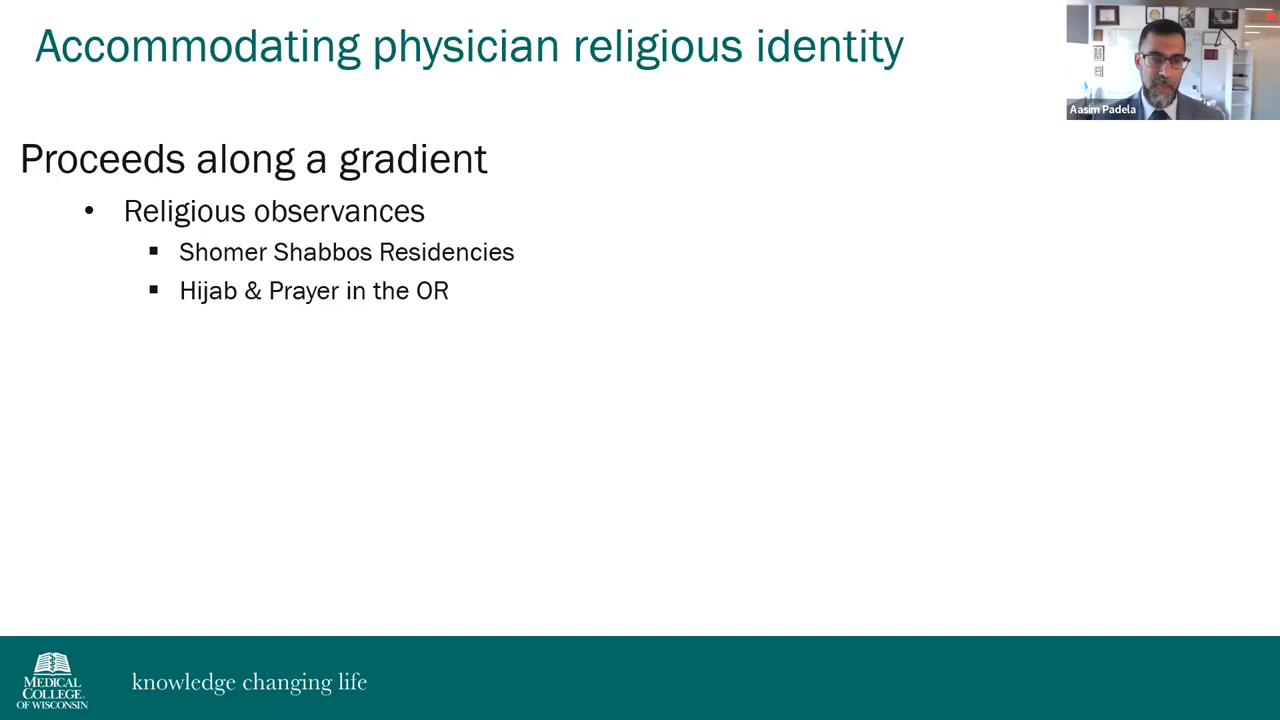 Accommodating physician religious identity
Aasim Padela
Proceeds along a gradient
• Religious observances
▪ Shomer Shabbos Residencies
▪ Hijab & Prayer in the OR
MEDICAL
COLLEGE
OF WISCONSIN
knowledge changing life